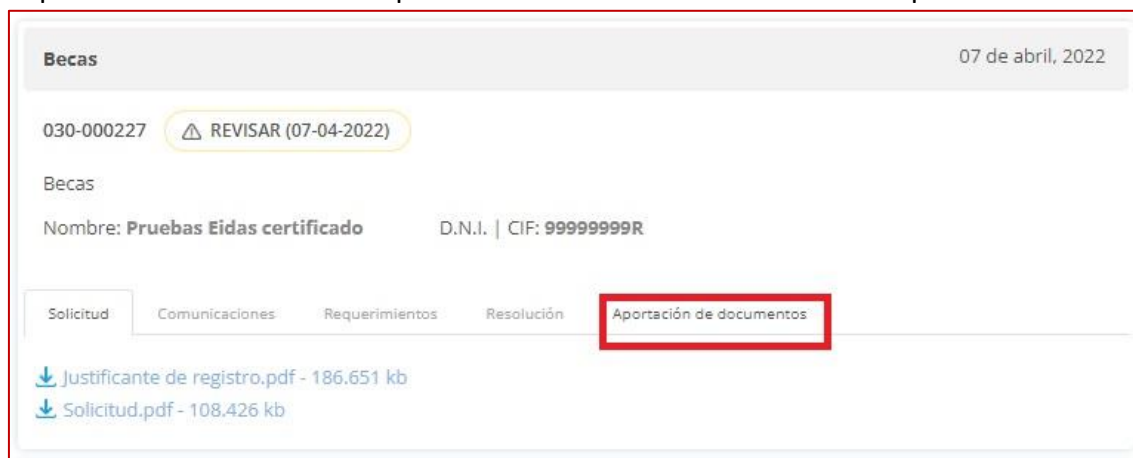 Becas 07 de abril, 2022
030-000227 REVISAR (07-04-2022)
Becas
Nombre: Pruebas Eidas certificado D.N.I. | CIF: 99999999R
Solicitud Comunicaciones Requerimientos Resolución Aportación de documentos
Justificante de registro.pdf - 186.651 kb
Solicitud.pdf - 108.426 kb